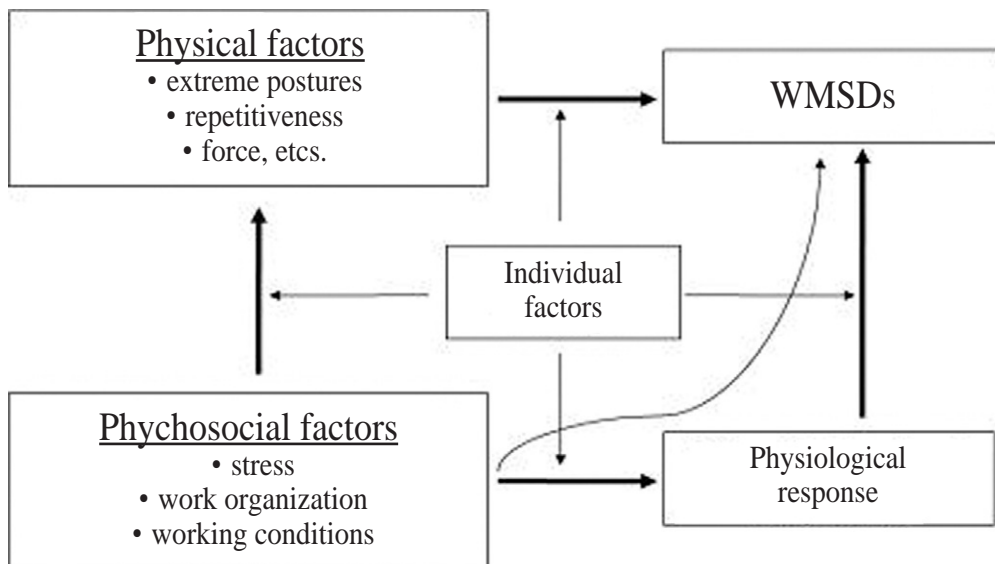 Physical factors
• extreme postures
• repetitiveness
• force, etcs.
WMSDs
Individual
factors
Phychosocial factors
• stress
• work organization
• working conditions
Physiological
response